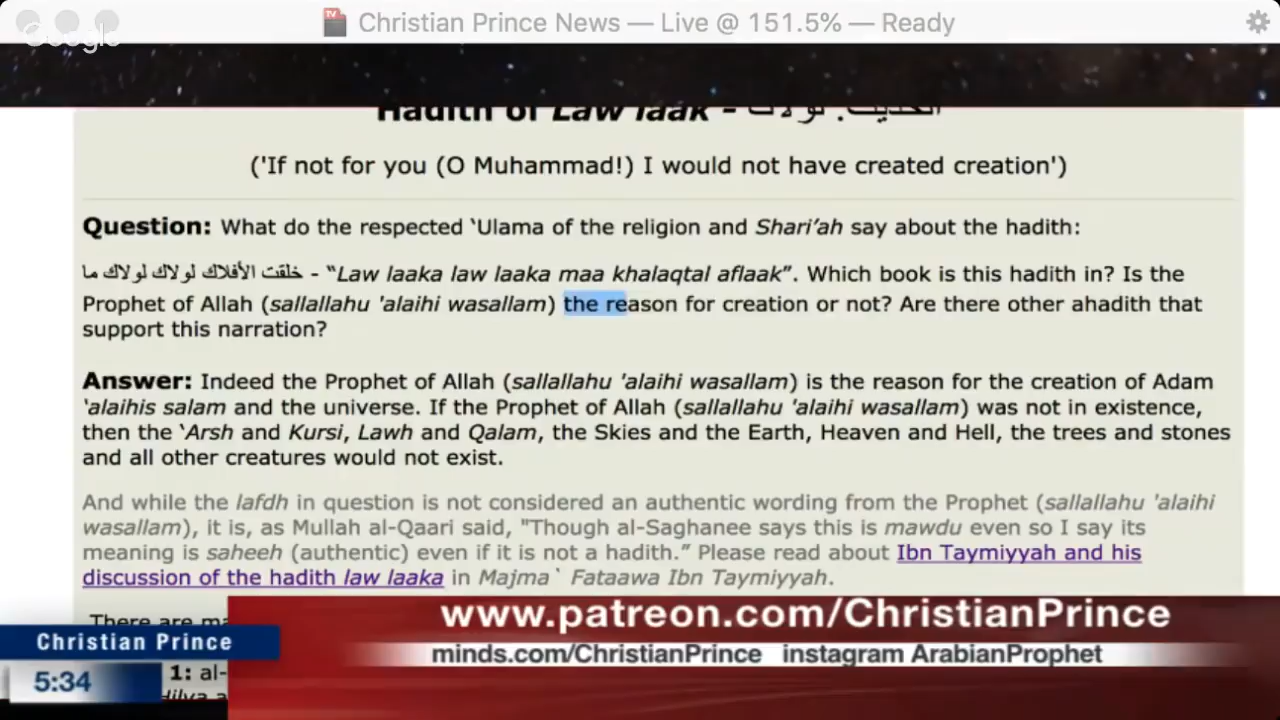 Christian Prince News — Live @ 151.5% — Ready
Google
Hadith of Law laak - الحديث: لولاك
('If not for you (O Muhammad!) I would not have created creation')
Question: What do the respected ‘Ulama of the religion and Shari’ah say about the hadith:
خلقت الأفلاك لولاك لولاك ما - “Law laaka law laaka maa khalaqtal aflaak”. Which book is this hadith in? Is the
Prophet of Allah (sallallahu 'alaihi wasallam) the reason for creation or not? Are there other ahadith that
support this narration?
Answer: Indeed the Prophet of Allah (sallallahu 'alaihi wasallam) is the reason for the creation of Adam
‘alaihis salam and the universe. If the Prophet of Allah (sallallahu 'alaihi wasallam) was not in existence,
then the ‘Arsh and Kursi, Lawh and Qalam, the Skies and the Earth, Heaven and Hell, the trees and stones
and all other creatures would not exist.
And while the lafdh in question is not considered an authentic wording from the Prophet (sallallahu 'alaihi
wasallam), it is, as Mullah al-Qaari said, "Though al-Saghanee says this is mawdu even so I say its
meaning is saheeh (authentic) even if it is not a hadith.” Please read about Ibn Taymiyyah and his
discussion of the hadith law laaka in Majma` Fataawa Ibn Taymiyyah.
There are
www.patreon.com/ChristianPrince
Christian Prince
minds.com/ChristianPrince instagram ArabianProphet
1: al-
5:34